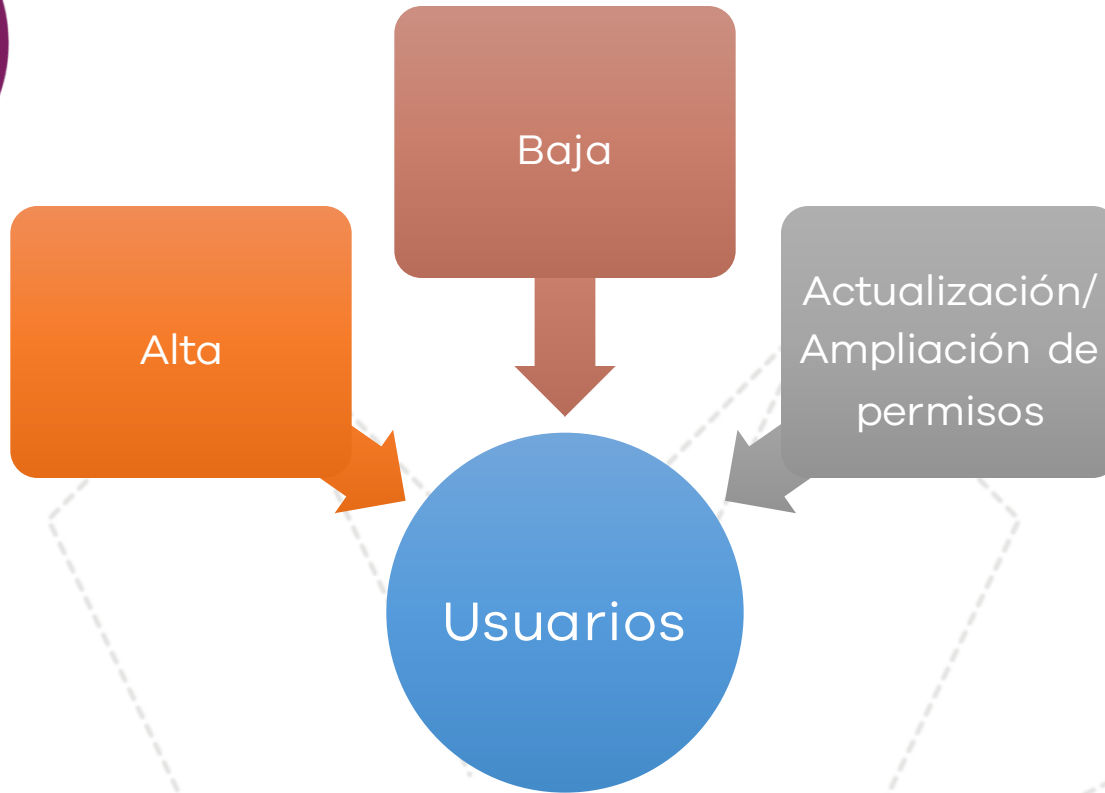 Baja
Alta
Actualización/
Ampliación de
permisos
Usuarios